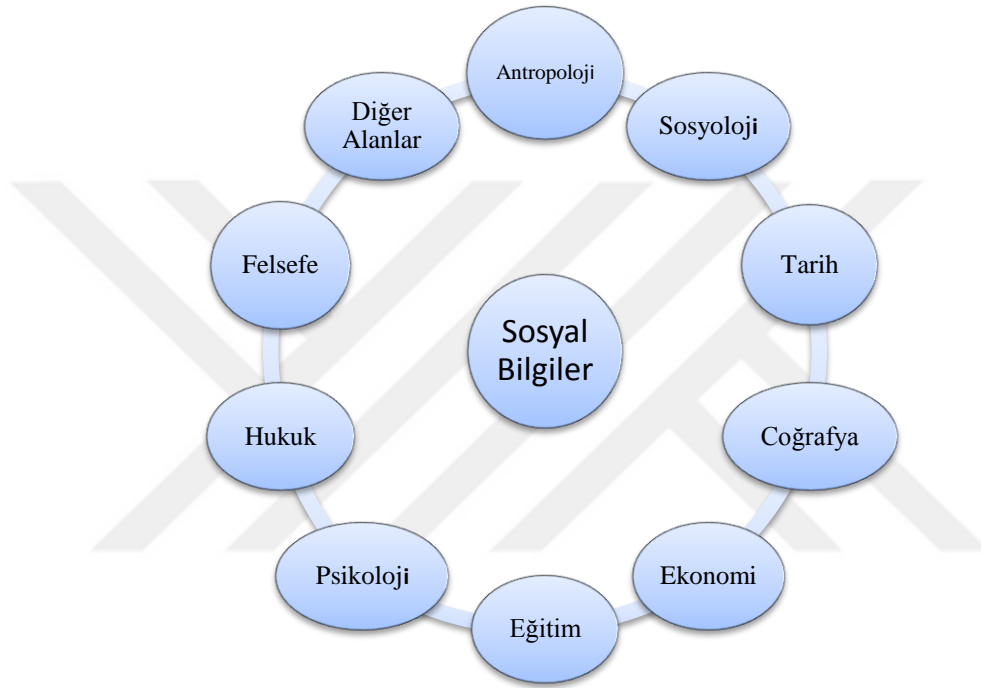 Antropoloji
Sosyoloji
Tarih
Coğrafya
Ekonomi
Eğitim
Psikoloji
Hukuk
Felsefe
Diğer
Alanlar
Sosyal
Bilgiler